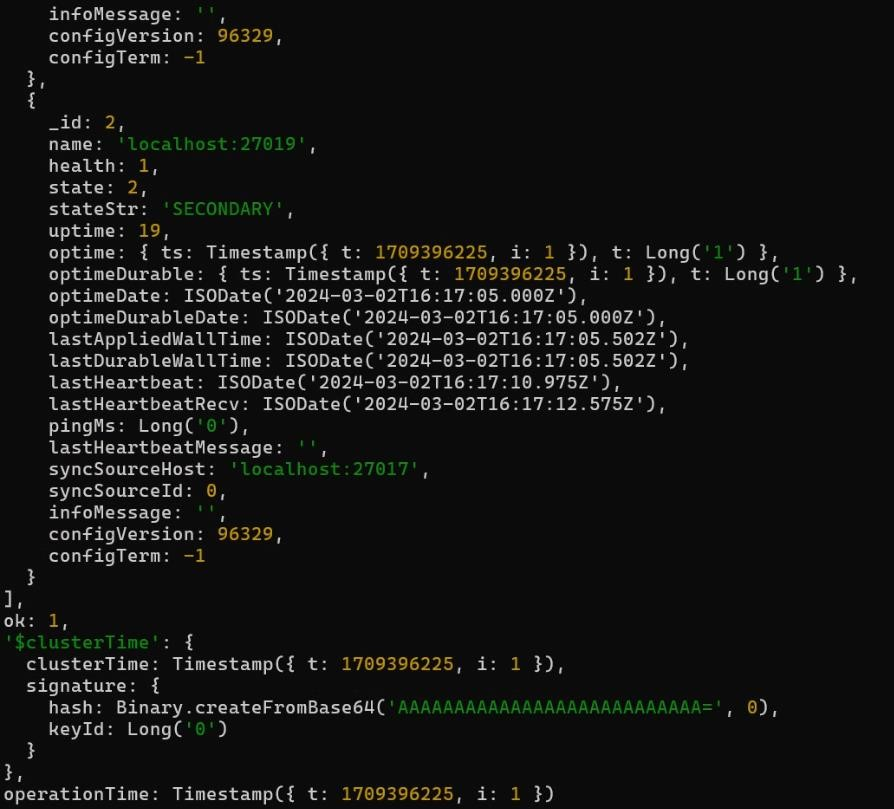 infoMessage: '',
configVersion: 96329,
configTerm: -1
},
{
_id: 2,
name: 'localhost:27019',
health: 1,
state: 2,
stateStr: 'SECONDARY',
uptime: 19,
optime: { ts: Timestamp({ t: 1709396225, i: 1 }), t: Long('1') },
optimeDurable: { ts: Timestamp({ t: 1709396225, i: 1 }), t: Long('1') },
optimeDate: ISODate('2024-03-02T16:17:05.000Z'),
optimeDurableDate: ISODate('2024-03-02T16:17:05.000Z'),
lastAppliedWallTime: ISODate('2024-03-02T16:17:05.502Z'),
lastDurableWallTime: ISODate('2024-03-02T16:17:05.502Z'),
lastHeartbeat: ISODate('2024-03-02T16:17:10.975Z'),
lastHeartbeatRecv: ISODate('2024-03-02T16:17:12.575Z'),
pingMs: Long('0'),
lastHeartbeatMessage: '',
syncSourceHost: 'localhost:27017',
syncSourceId: 0,
infoMessage: '',
configVersion: 96329,
configTerm: -1
}
],
ok: 1,
'$clusterTime': {
clusterTime: Timestamp({ t: 1709396225, i: 1 }),
signature: {
hash: Binary.createFromBase64('AAAAAAAAAAAAAAAAAAAAAAAAAAA=', 0),
keyId: Long('0')
}
},
operationTime: Timestamp({ t: 1709396225, i: 1 })